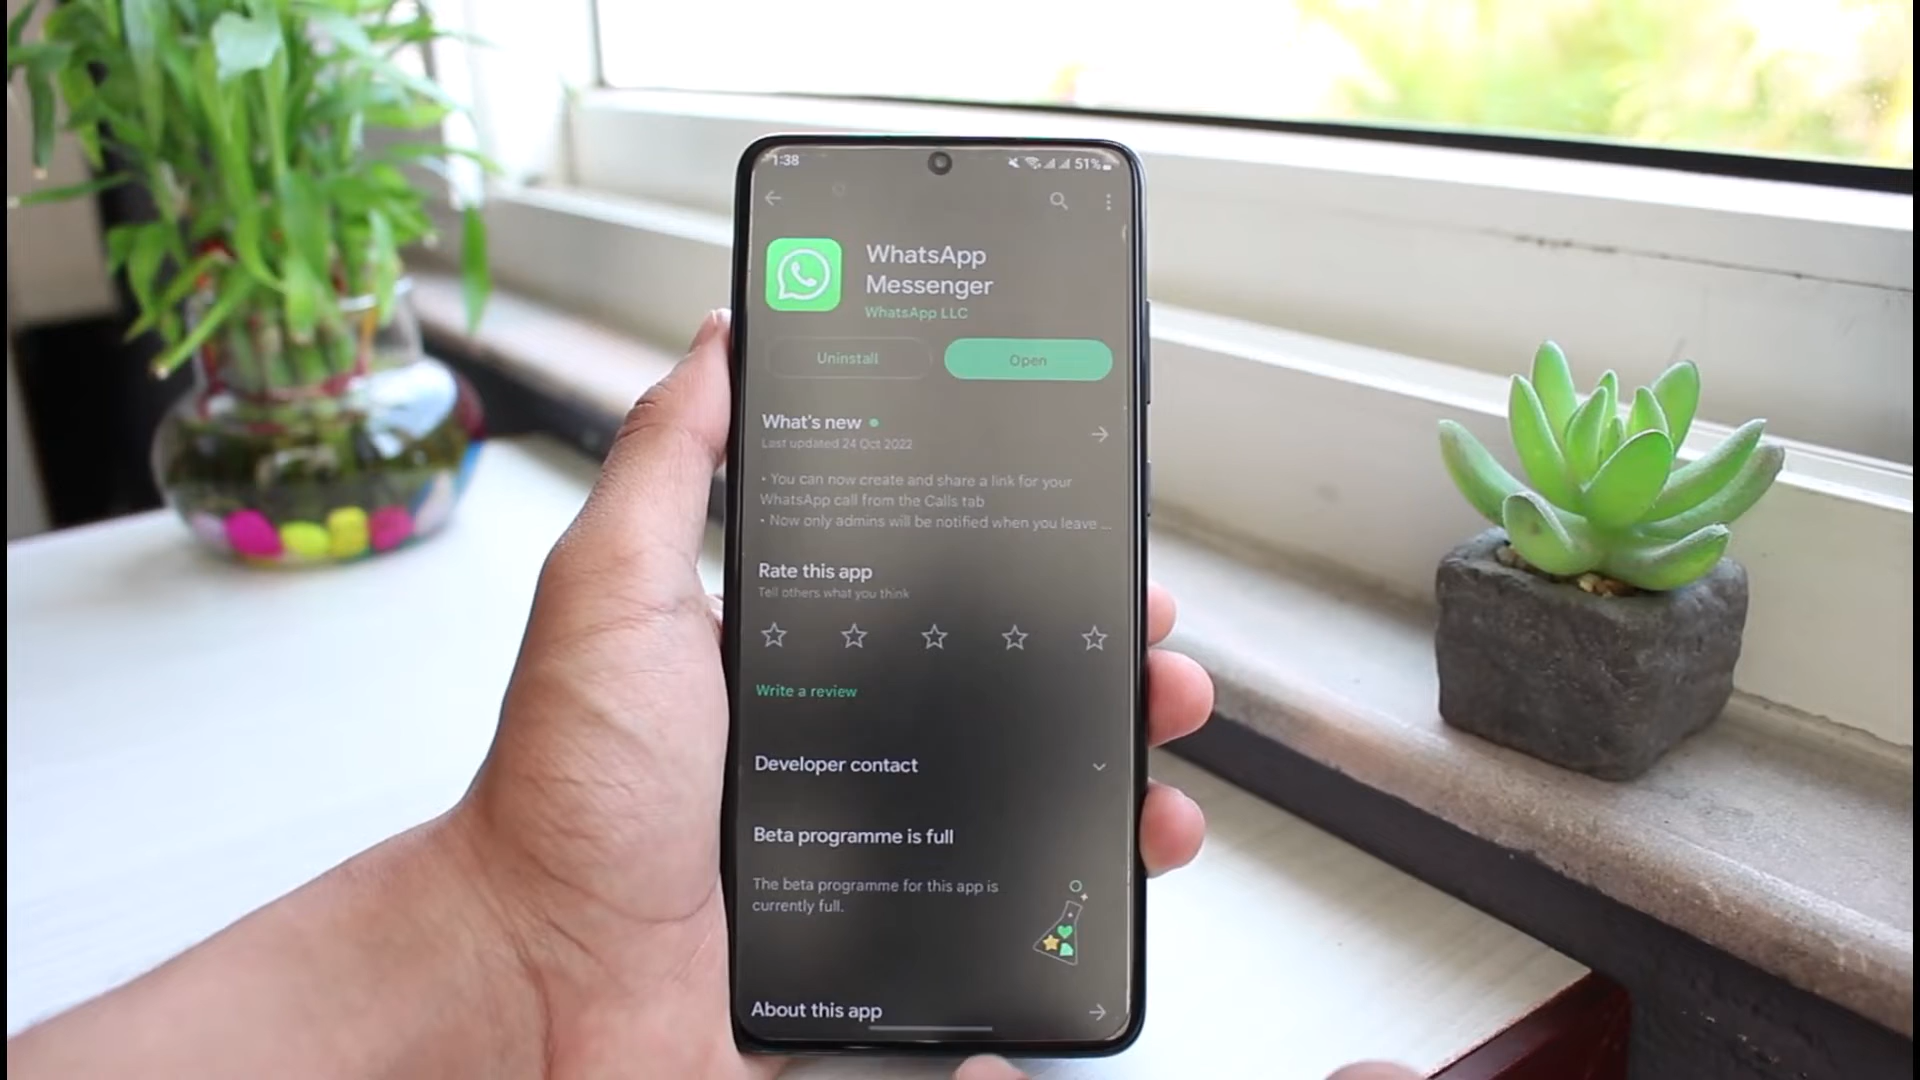 1:38
51%
WhatsApp
Messenger
WhatsApp LLC
Uninstall
Open
What's new
Last updated 24 Oct 2022
• You can now create and share a link for your
WhatsApp call from the Calls tab
• Now only admins will be notified when you leave ...
Rate this app
Tell others what you think
Write a review
Developer contact
Beta programme is full
The beta programme for this app is
currently full.
About this app